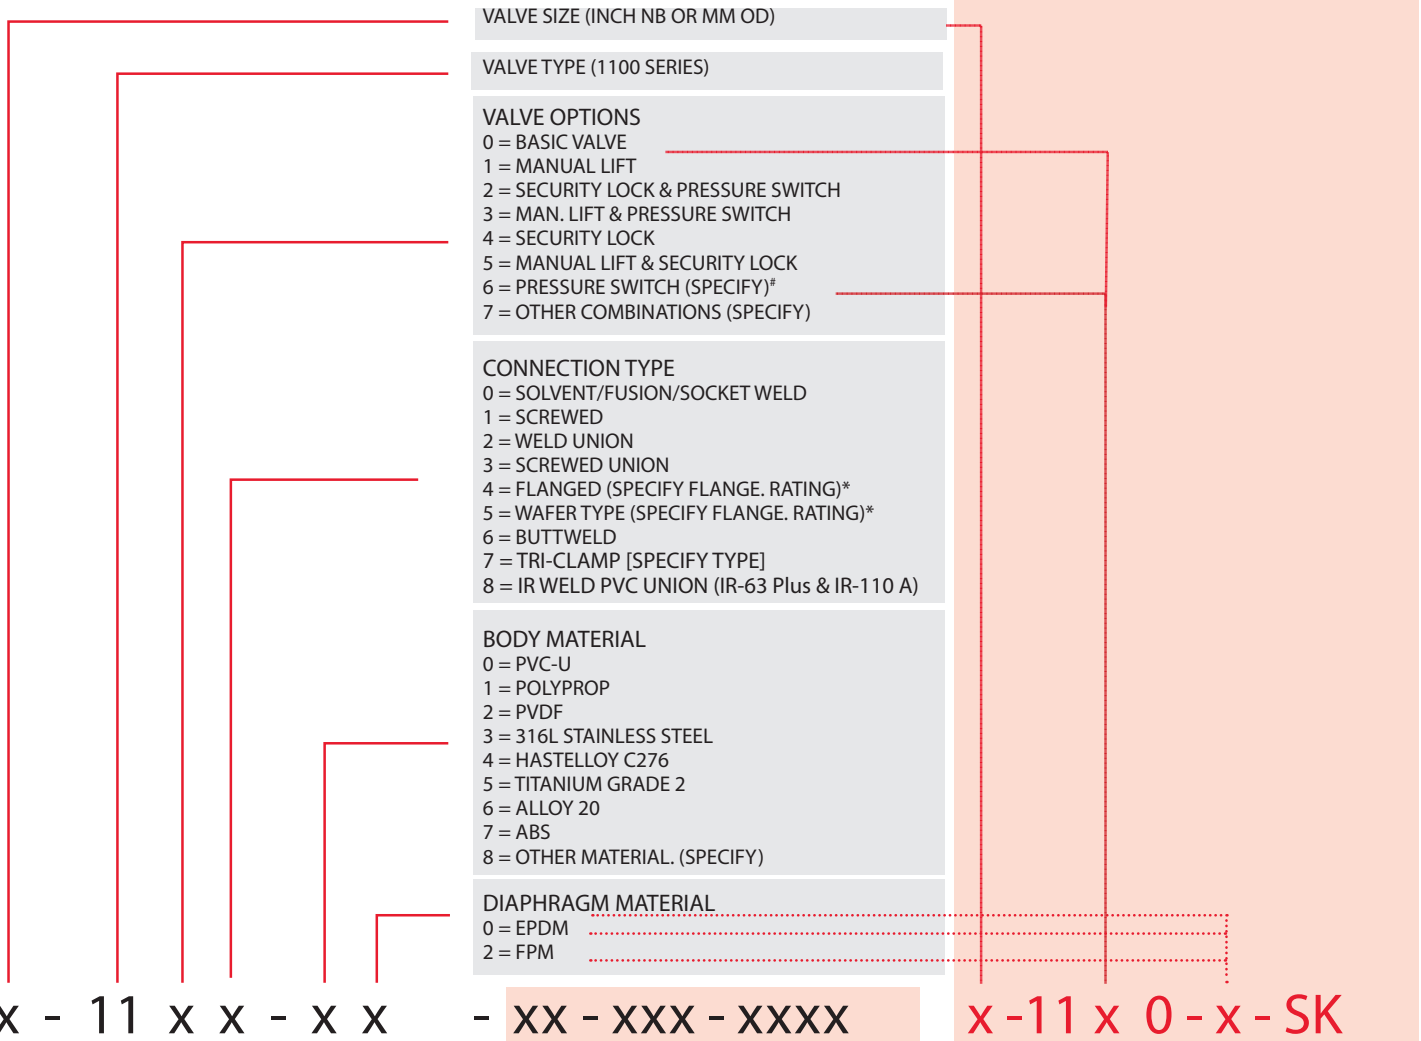 VALVE SIZE (INCH NB OR MM OD)
VALVE TYPE (1100 SERIES)
VALVE OPTIONS
0 = BASIC VALVE
1 = MANUAL LIFT
2 = SECURITY LOCK & PRESSURE SWITCH
3 = MAN. LIFT & PRESSURE SWITCH
4 = SECURITY LOCK
5 = MANUAL LIFT & SECURITY LOCK
6 = PRESSURE SWITCH (SPECIFY)#
7 = OTHER COMBINATIONS (SPECIFY)
CONNECTION TYPE
0 = SOLVENT/FUSION/SOCKET WELD
1 = SCREWED
2 = WELD UNION
3 = SCREWED UNION
4 = FLANGED (SPECIFY FLANGE. RATING)*
5 = WAFER TYPE (SPECIFY FLANGE. RATING)*
6 = BUTTWELD
7 = TRI-CLAMP [SPECIFY TYPE]
8 = IR WELD PVC UNION (IR-63 Plus & IR-110 A)
BODY MATERIAL
0 = PVC-U
1 = POLYPROP
2 = PVDF
3 = 316L STAINLESS STEEL
4 = HASTELLOY C276
5 = TITANIUM GRADE 2
6 = ALLOY 20
7 = ABS
8 = OTHER MATERIAL. (SPECIFY)
DIAPHRAGM MATERIAL
0 = EPDM
2 = FPM
x - 11 x x - x x - xx - xxx - xxxx x -11 x 0 - x - SK